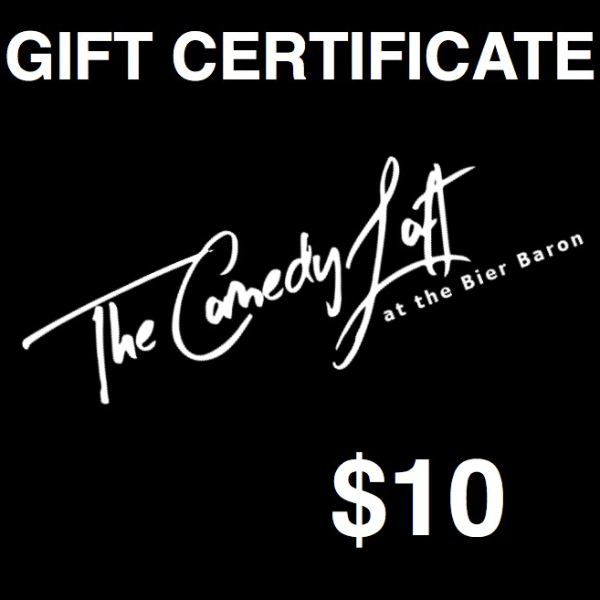 GIFT CERTIFICATE
The Comedy Loft
at the Bier Baron
$10